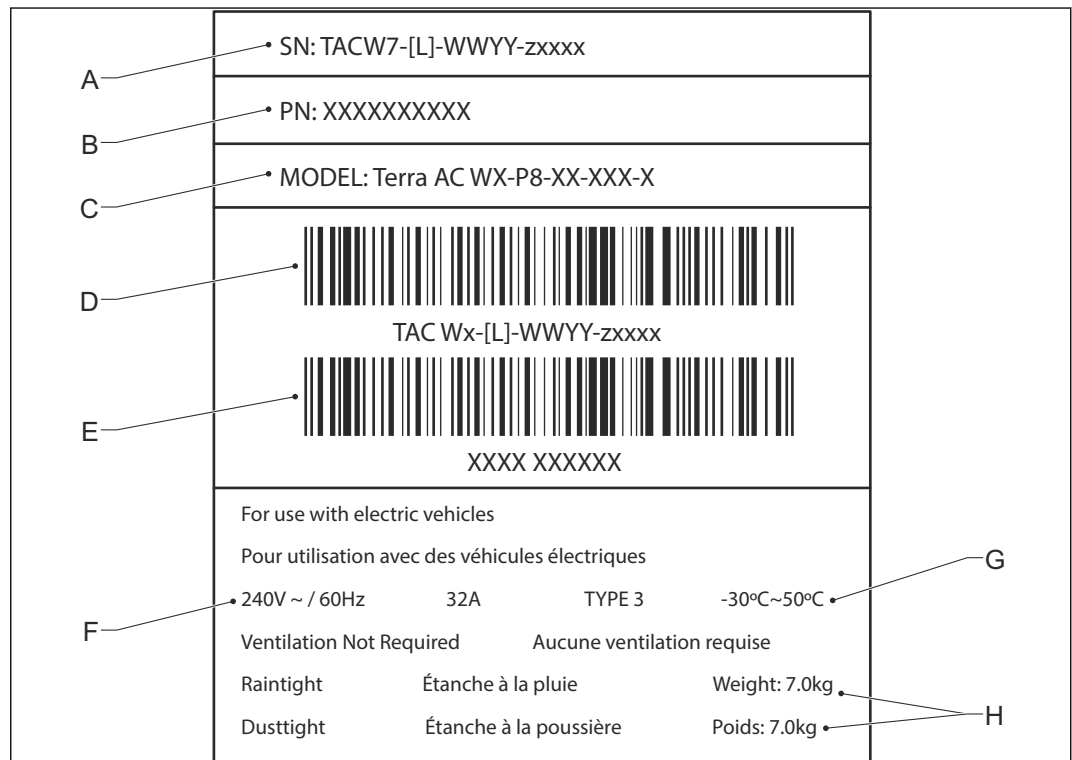 A
SN: TACW7-[L]-WWYY-zxxxx
B
PN: XXXXXXXXXX
C
MODEL: Terra AC WX-P8-XX-XXX-X
D
TAC Wx-[L]-WWYY-zxxxx
E
XXXX XXXXXX
For use with electric vehicles
Pour utilisation avec des véhicules électriques
G
F
240V ~ / 60Hz 32A TYPE 3 -30ºC~50ºC
Ventilation Not Required Aucune ventilation requise
Raintight Étanche à la pluie Weight: 7.0kg
H
Dusttight Étanche à la poussière Poids: 7.0kg